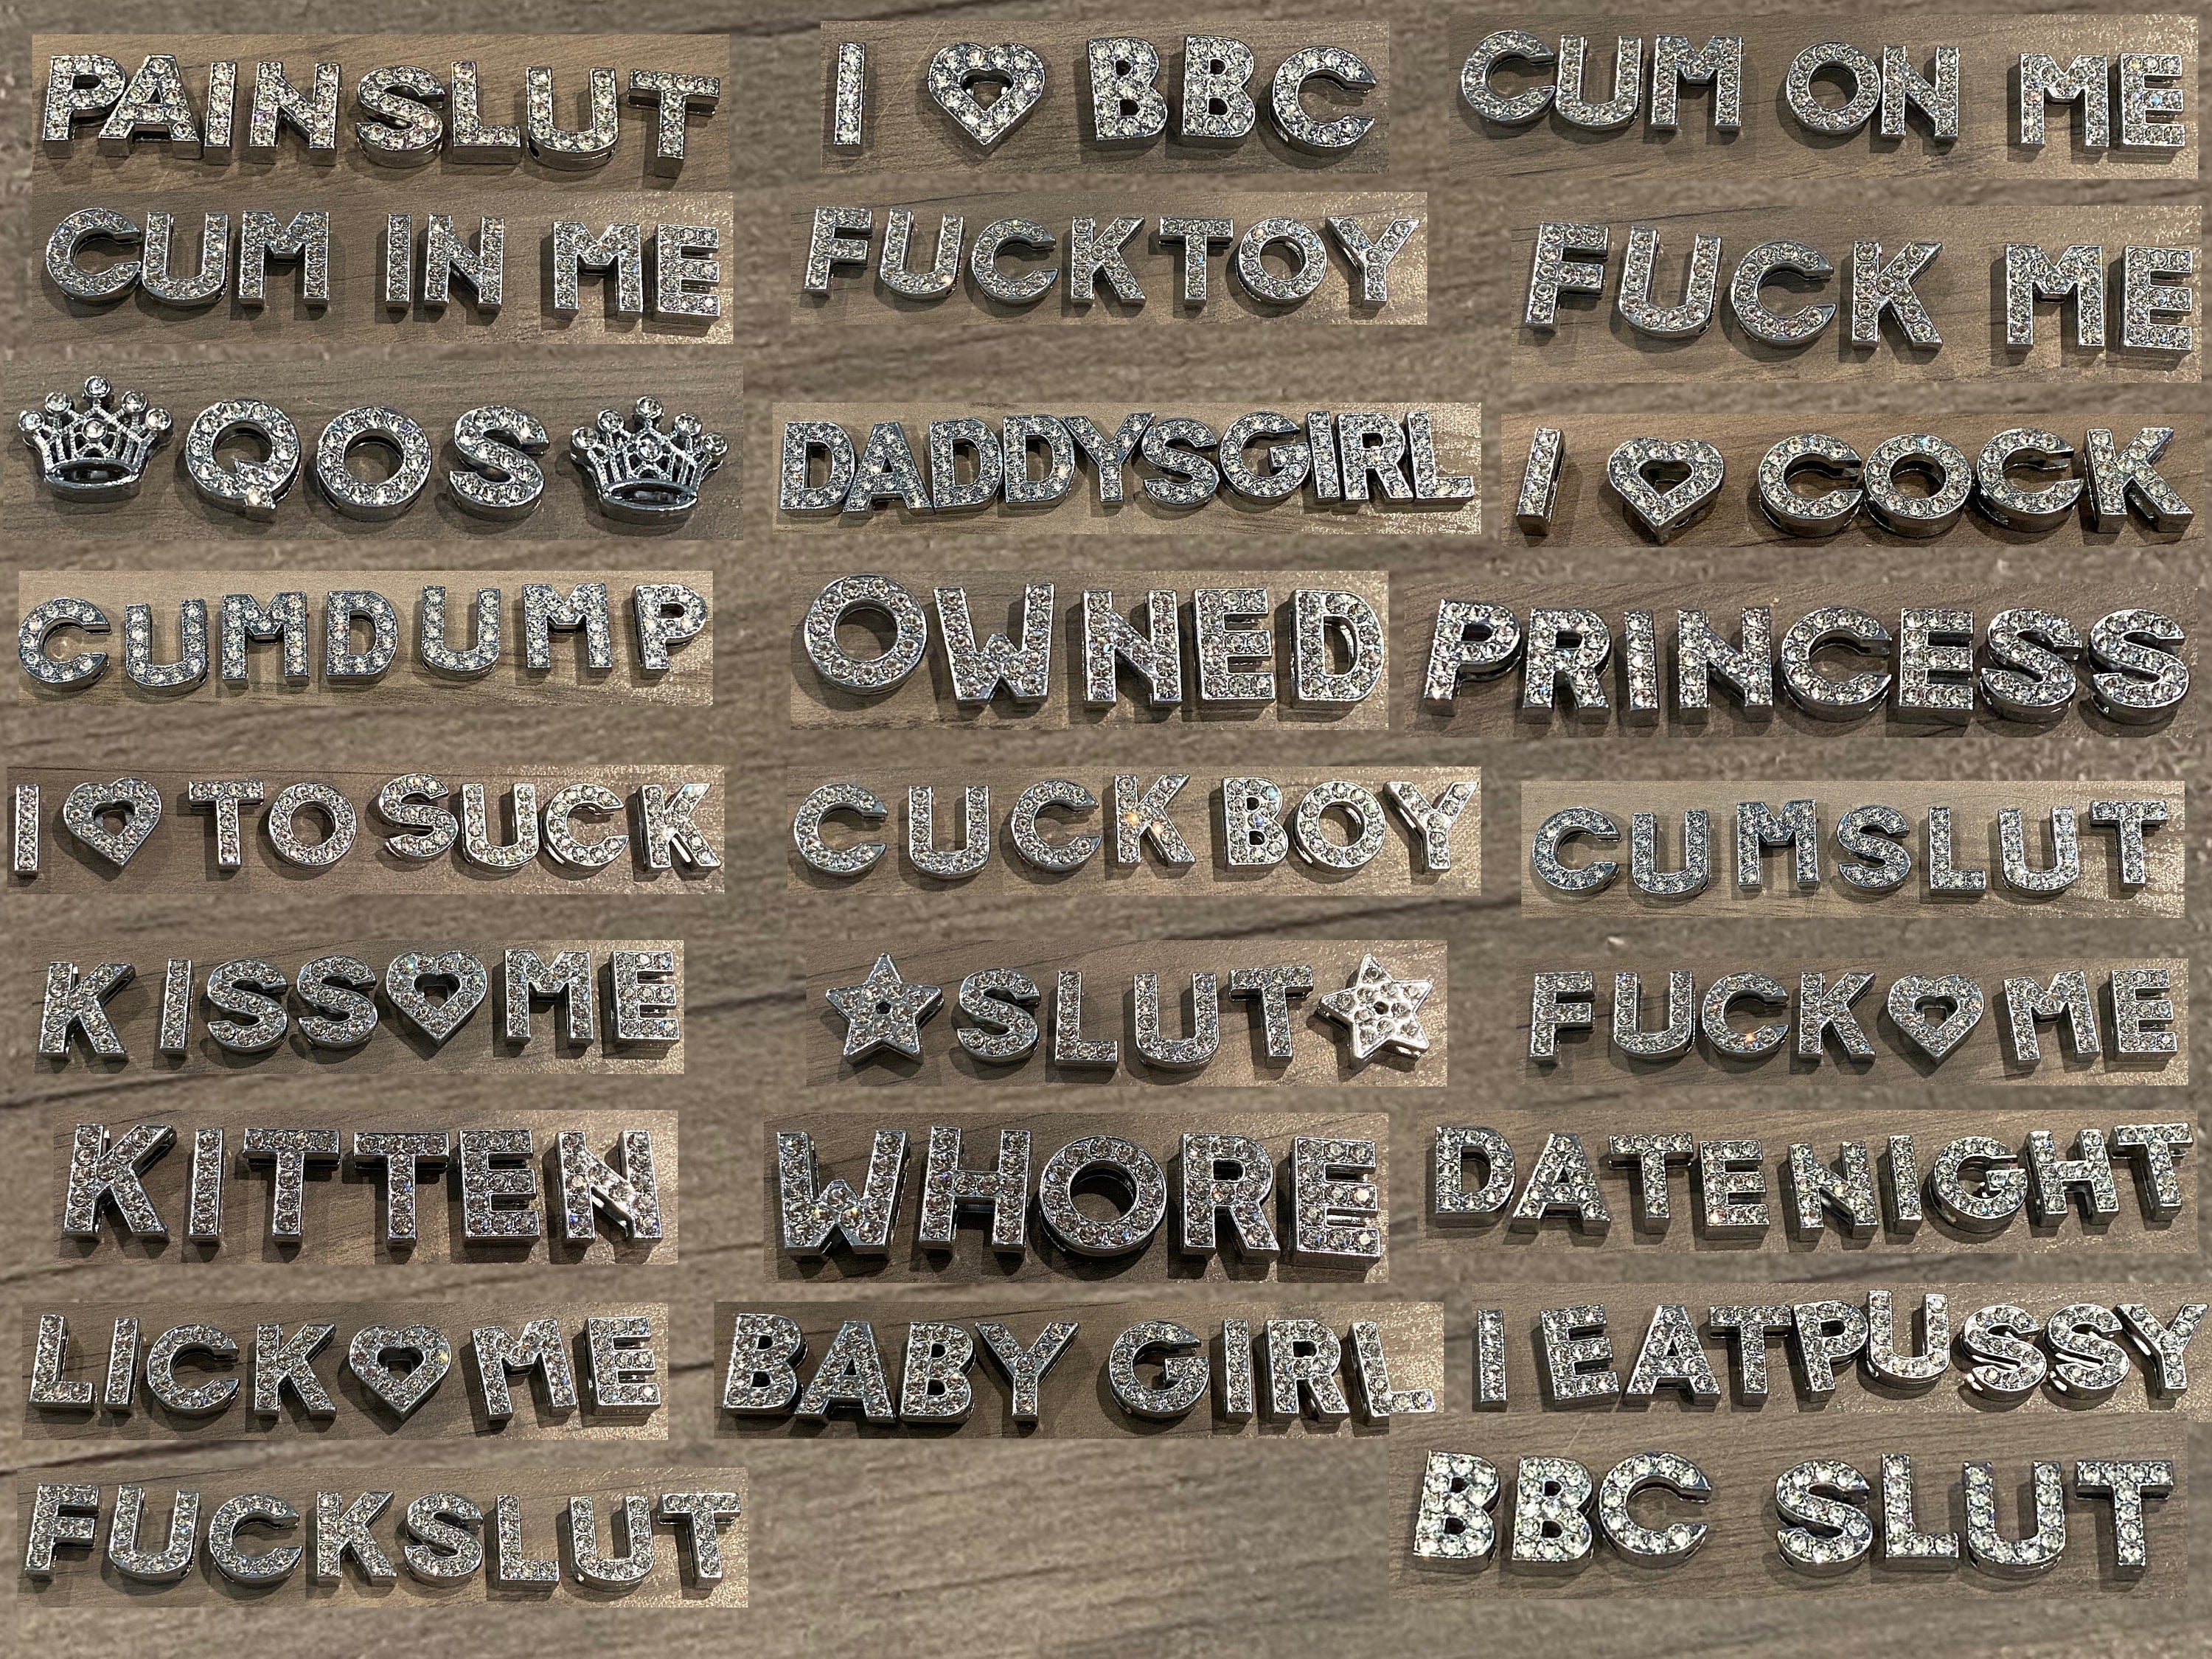 PAINSLUT
I ♥ BBC
CUM ON ME
CUM IN ME
FUCKTOY
FUCK ME
QOS
DADDYSGIRL
I ♥ COCK
CUMDUMP
OWNED
PRINCESS
I ♥ TO SUCK
CUCKBOY
CUMSLUT
KISS ♥ ME
★ SLUT ★
FUCK ♥ ME
KITTEN
WHORE
DATENIGHT
LICK ♥ ME
BABY GIRL
I EATPUSSY
FUCKSLUT
BBC SLUT